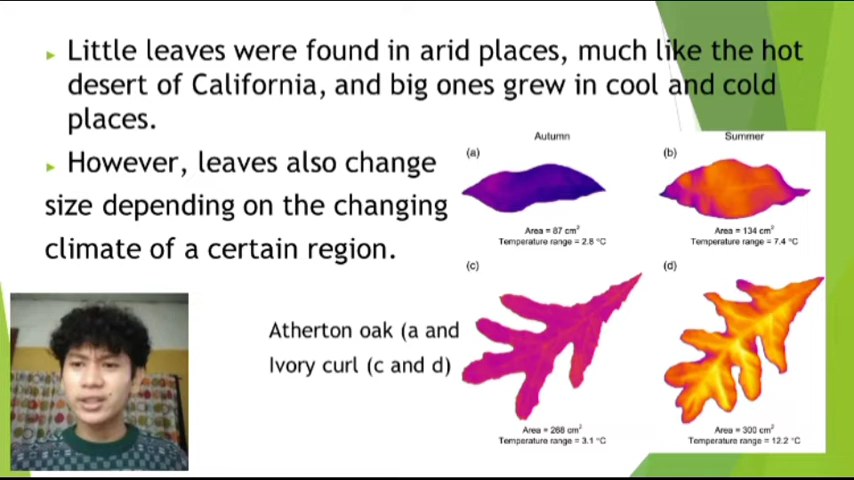 Little leaves were found in arid places, much like the hot
desert of California, and big ones grew in cool and cold
places.
However, leaves also change
size depending on the changing
climate of a certain region.
Autumn
Summer
(a)
(b)
Area = 87 cm²
Temperature range = 2.8 °C
Area = 134 cm²
Temperature range = 7.4 °C
(c)
(d)
Atherton oak (a and
Ivory curl (c and d)
Area = 268 cm²
Temperature range = 3.1 °C
Area = 300 cm²
Temperature range = 12.2 °C